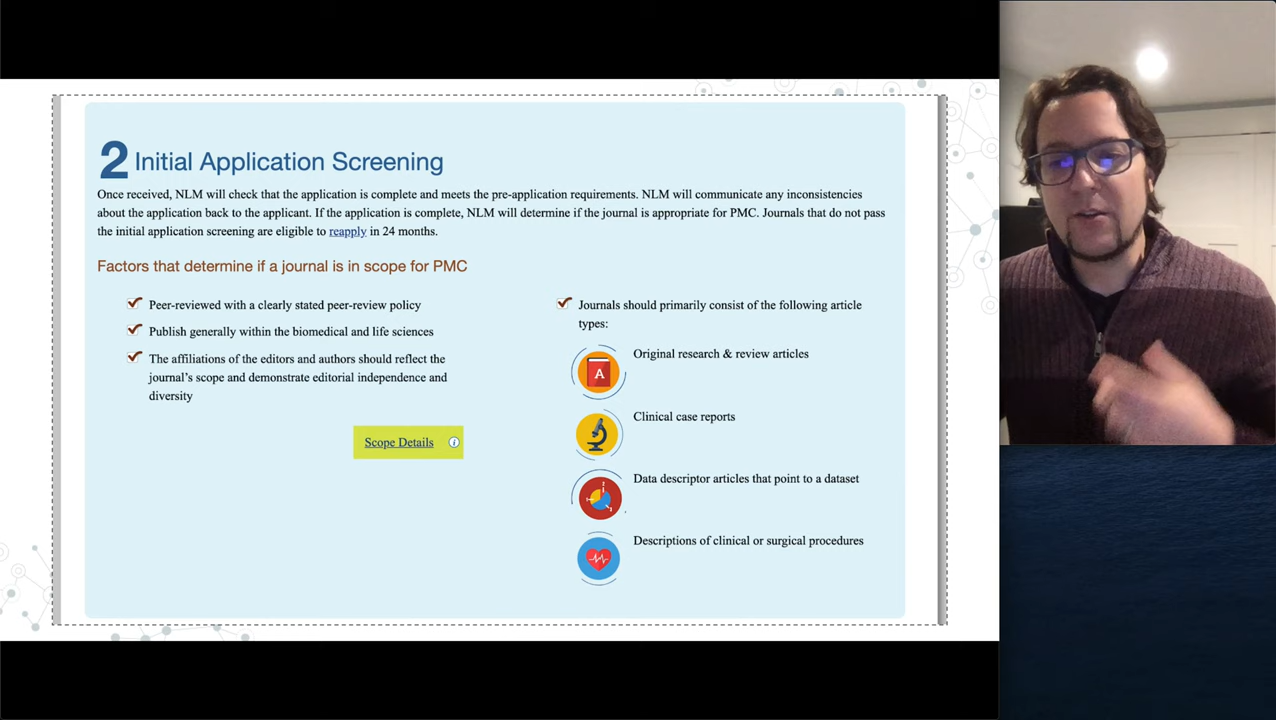 2 Initial Application Screening
Once received, NLM will check that the application is complete and meets the pre-application requirements. NLM will communicate any inconsistencies
about the application back to the applicant. If the application is complete, NLM will determine if the journal is appropriate for PMC. Journals that do not pass
the initial application screening are eligible to reapply in 24 months.
Factors that determine if a journal is in scope for PMC
Peer-reviewed with a clearly stated peer-review policy
Publish generally within the biomedical and life sciences
The affiliations of the editors and authors should reflect the
journal's scope and demonstrate editorial independence and
diversity
Scope Details i
Journals should primarily consist of the following article
types:
A
Original research & review articles
Clinical case reports
Data descriptor articles that point to a dataset
Descriptions of clinical or surgical procedures